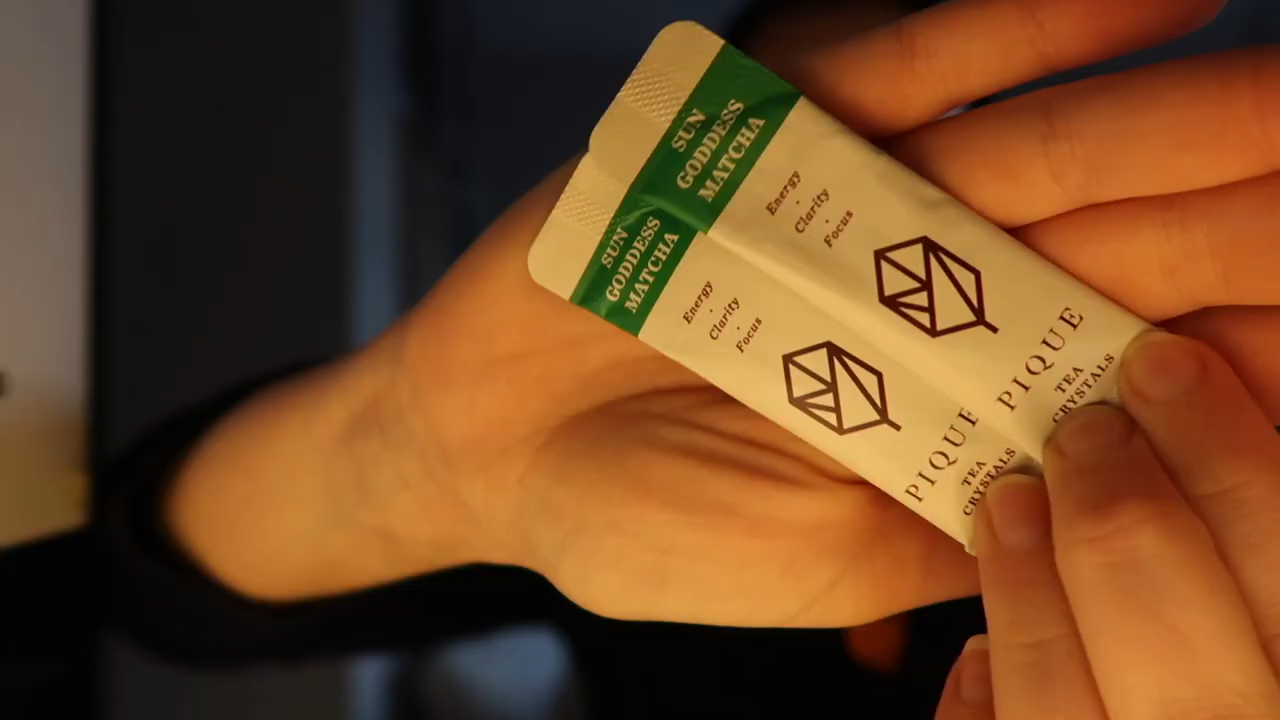 SUN
GODDESS
MATCHA
Energy
·
Clarity
·
Focus
PIQUE
TEA
CRYSTALS
SUN
GODDESS
MATCHA
Energy
·
Clarity
·
Focus
PIQUE
TEA
CRYSTALS